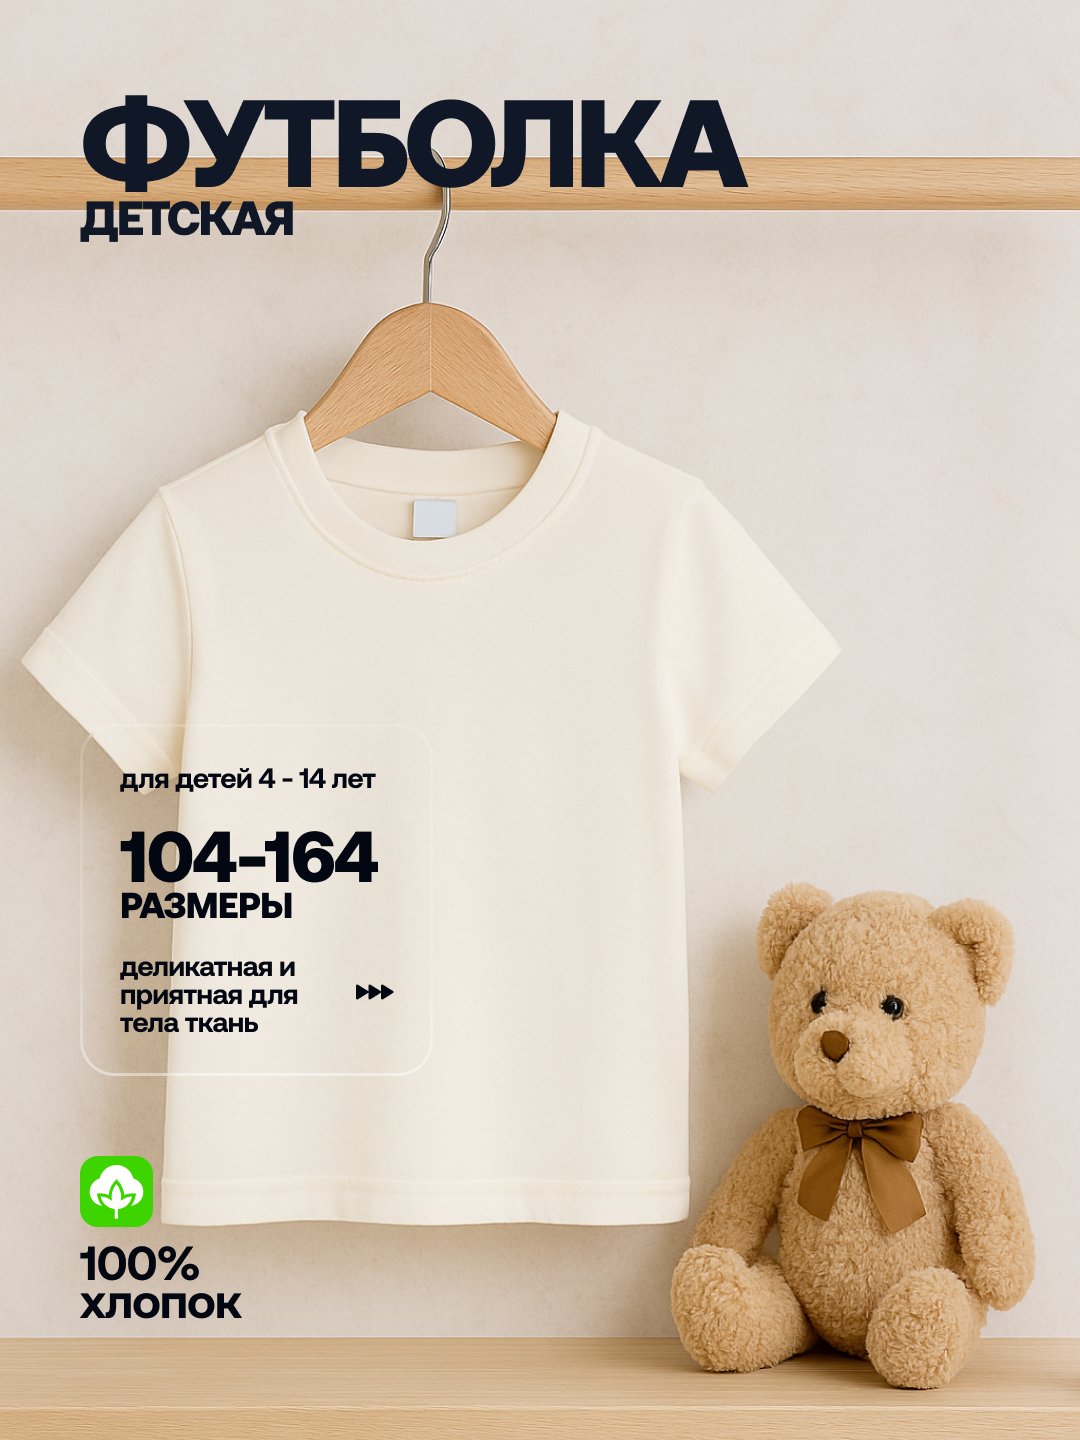 ФУТБОЛКА
ДЕТСКАЯ
для детей 4 - 14 лет
104-164
РАЗМЕРЫ
деликатная и
приятная для
тела ткань
100%
ХЛОПОК